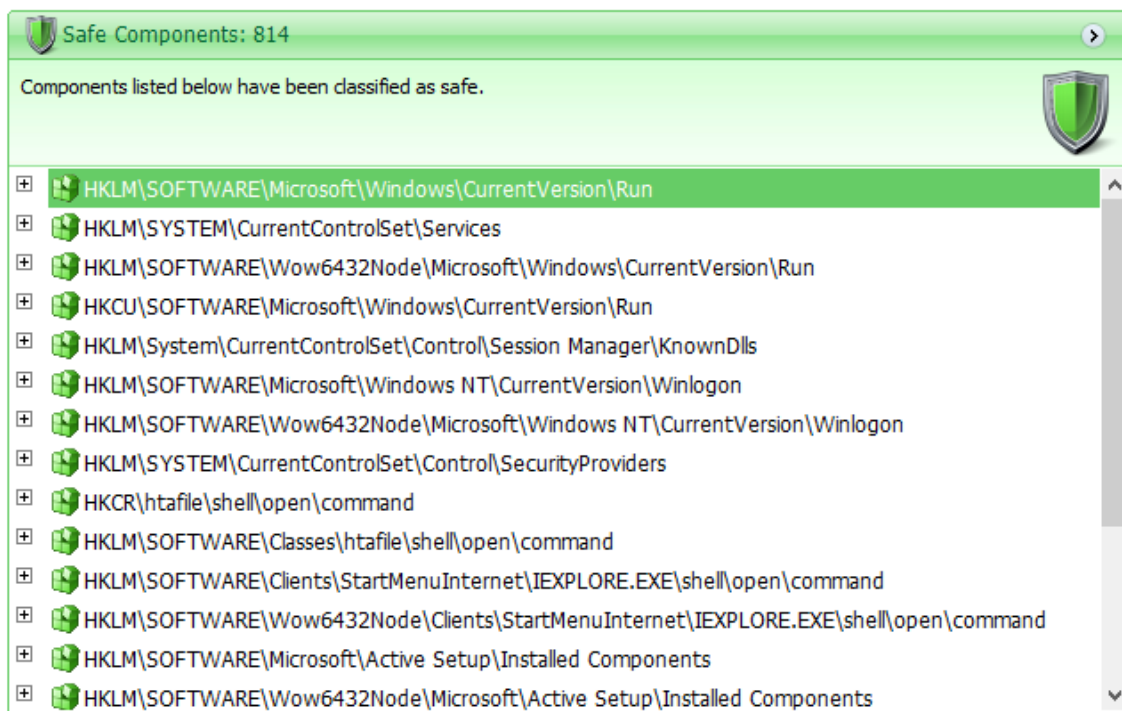 Safe Components: 814
Components listed below have been classified as safe.
HKLM\SOFTWARE\Microsoft\Windows\CurrentVersion\Run
HKLM\SYSTEM\CurrentControlSet\Services
HKLM\SOFTWARE\Wow6432Node\Microsoft\Windows\CurrentVersion\Run
HKCU\SOFTWARE\Microsoft\Windows\CurrentVersion\Run
HKLM\System\CurrentControlSet\Control\Session Manager\KnownDlls
HKLM\SOFTWARE\Microsoft\Windows NT\CurrentVersion\Winlogon
HKLM\SOFTWARE\Wow6432Node\Microsoft\Windows NT\CurrentVersion\Winlogon
HKLM\SYSTEM\CurrentControlSet\Control\SecurityProviders
HKCR\htafile\shell\open\command
HKLM\SOFTWARE\Classes\htafile\shell\open\command
HKLM\SOFTWARE\Clients\StartMenuInternet\IEXPLORE.EXE\shell\open\command
HKLM\SOFTWARE\Wow6432Node\Clients\StartMenuInternet\IEXPLORE.EXE\shell\open\command
HKLM\SOFTWARE\Microsoft\Active Setup\Installed Components
HKLM\SOFTWARE\Wow6432Node\Microsoft\Active Setup\Installed Components